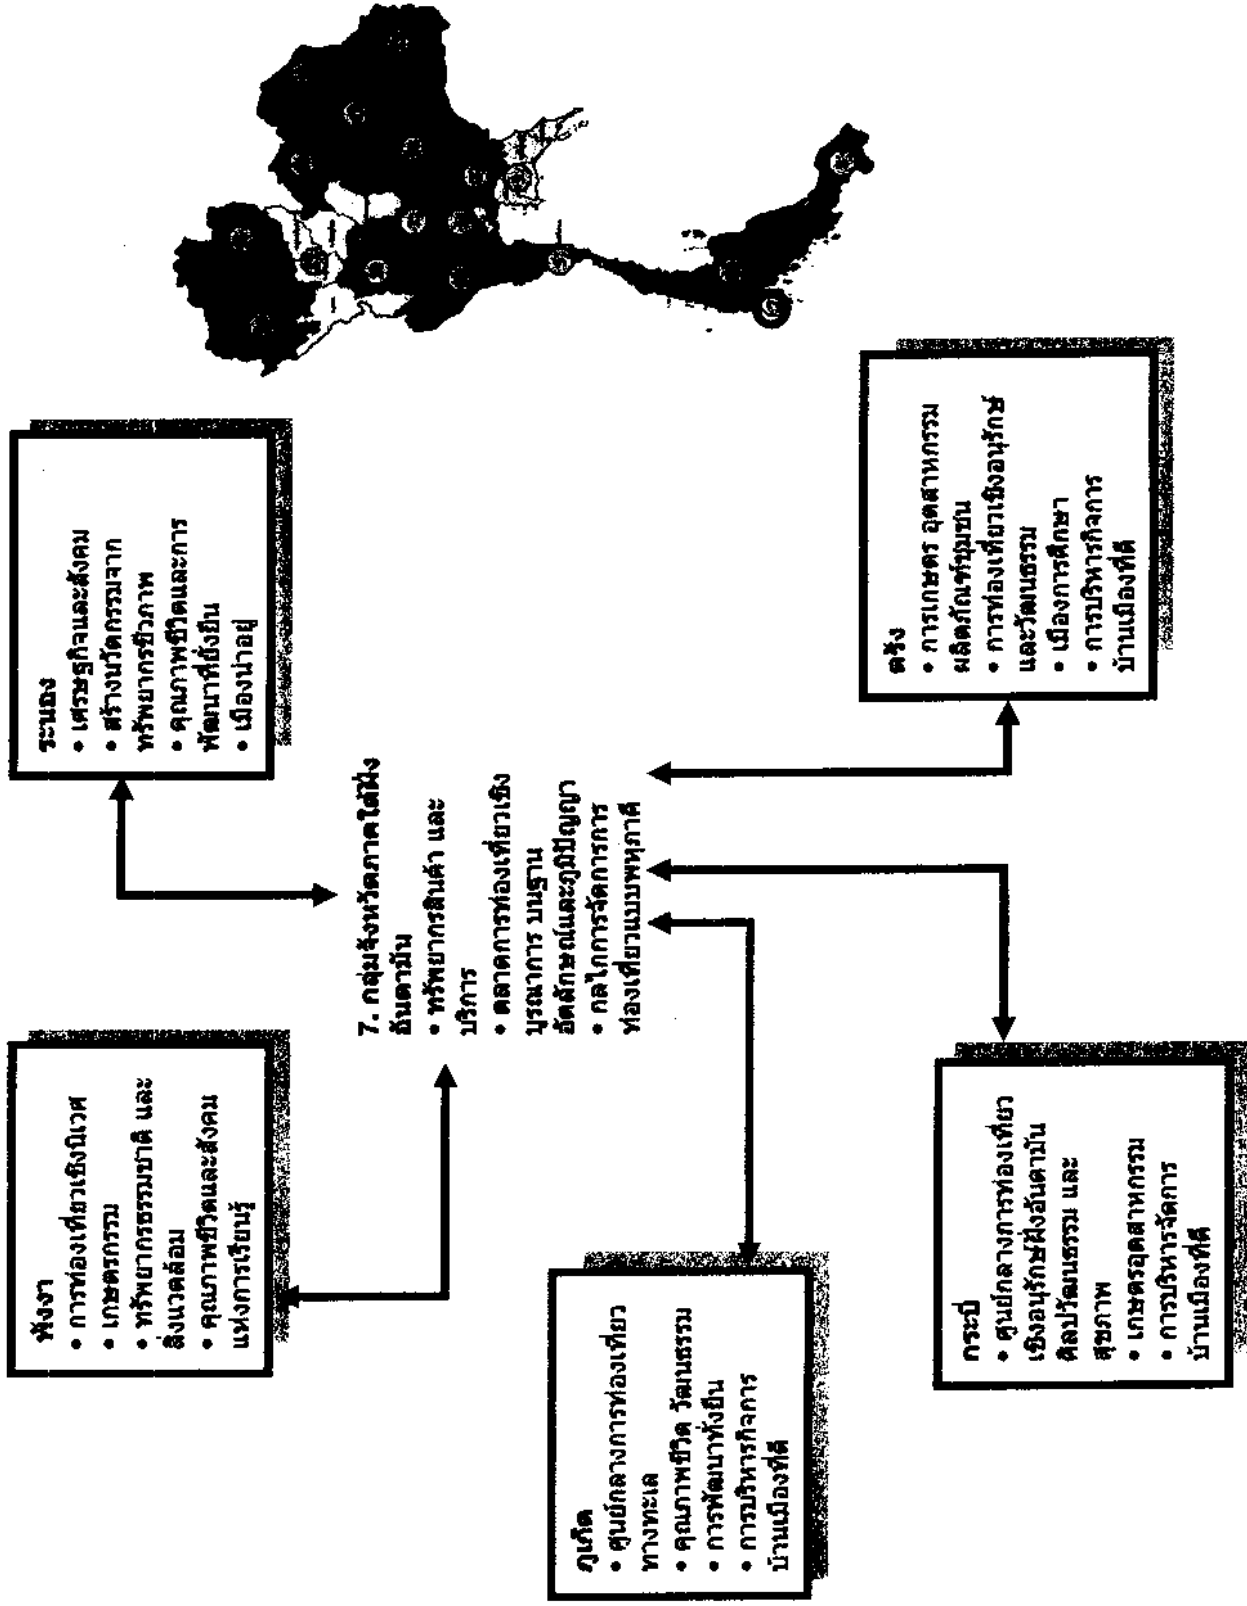 พังงา
• การท่องเที่ยวเชิงนิเวศ
• เกษตรกรรม
• ทรัพยากรธรรมชาติ และ
สิ่งแวดล้อม
• คุณภาพชีวิตและสังคม
แห่งการเรียนรู้
ระนอง
• เศรษฐกิจและสังคม
• สร้างนวัตกรรมจาก
ทรัพยากรชีวภาพ
• คุณภาพชีวิตและการ
พัฒนาที่ยั่งยืน
• เมืองน่าอยู่
7. กลุ่มจังหวัดภาคใต้ฝั่ง
อันดามัน
• ทรัพยากรสินค้า และ
บริการ
• ตลาดการท่องเที่ยวเชิง
บูรณาการ บนฐาน
อัตลักษณ์และภูมิปัญญา
• กลไกการจัดการการ
ท่องเที่ยวแบบพหุภาคี
ภูเก็ต
• ศูนย์กลางการท่องเที่ยว
ทางทะเล
• คุณภาพชีวิต วัฒนธรรม
• การพัฒนาที่ยั่งยืน
• การบริหารกิจการ
บ้านเมืองที่ดี
กระบี่
• ศูนย์กลางการท่องเที่ยว
เชิงอนุรักษ์ฝั่งอันดามัน
ศิลปวัฒนธรรม และ
สุขภาพ
• เกษตรอุตสาหกรรม
• การบริหารจัดการ
บ้านเมืองที่ดี
ตรัง
• การเกษตร อุตสาหกรรม
ผลิตภัณฑ์ชุมชน
• การท่องเที่ยวเชิงอนุรักษ์
และวัฒนธรรม
• เมืองการศึกษา
• การบริหารกิจการ
บ้านเมืองที่ดี